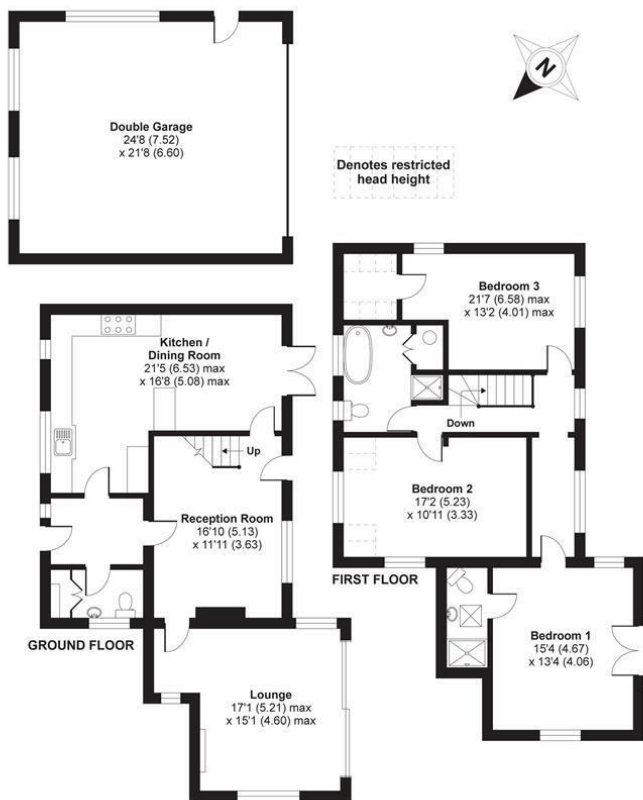 Double Garage
24'8 (7.52)
x 21'8 (6.60)
N
Denotes restricted
head height
Bedroom 3
21'7 (6.58) max
x 13'2 (4.01) max
Kitchen /
Dining Room
21'5 (6.53) max
x 16'8 (5.08) max
Down
Up
Bedroom 2
17'2 (5.23)
x 10'11 (3.33)
Reception Room
16'10 (5.13)
x 11'11 (3.63)
FIRST FLOOR
GROUND FLOOR
Bedroom 1
15'4 (4.67)
x 13'4 (4.06)
Lounge
17'1 (5.21) max
x 15'1 (4.60) max